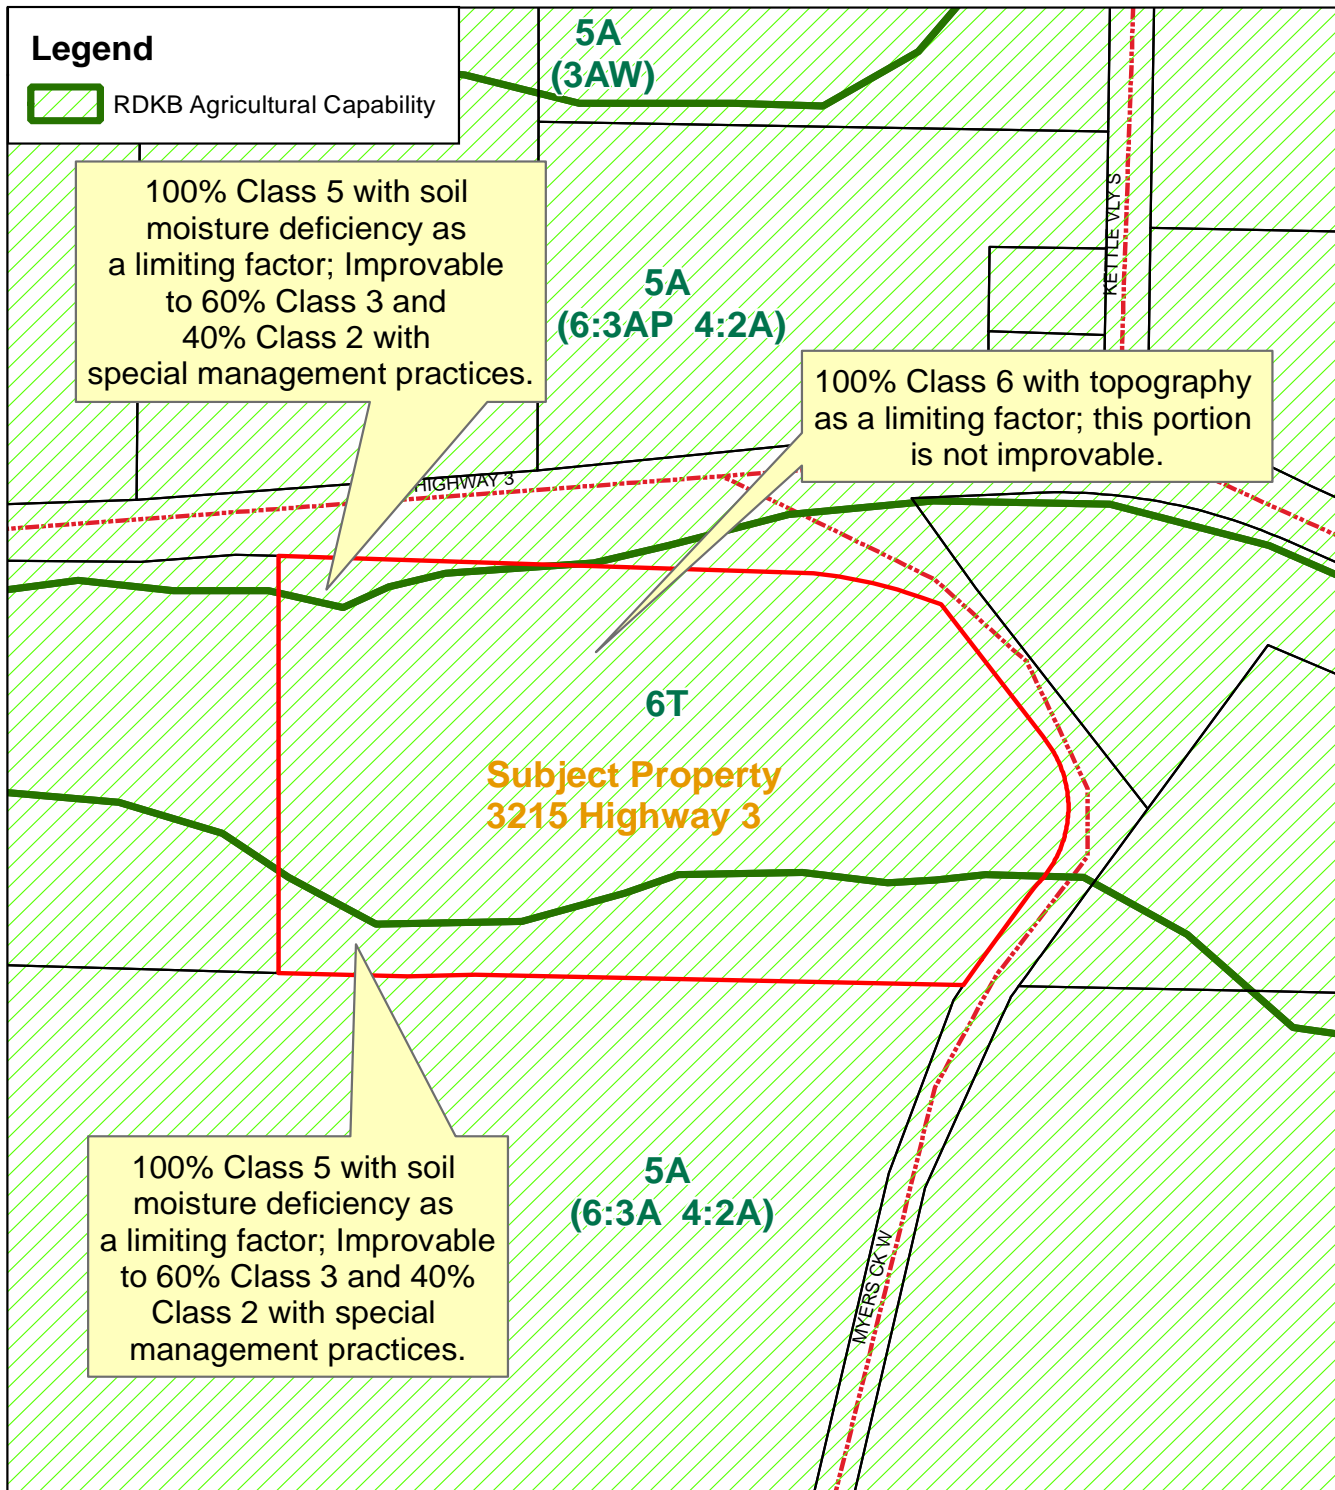 Legend
RDKB Agricultural Capability
5A
(3AW)
100% Class 5 with soil
moisture deficiency as
a limiting factor; Improvable
to 60% Class 3 and
40% Class 2 with
special management practices.
KETTLE VLY S
5A
(6:3AP 4:2A)
100% Class 6 with topography
as a limiting factor; this portion
is not improvable.
HIGHWAY 3
6T
Subject Property
3215 Highway 3
100% Class 5 with soil
moisture deficiency as
a limiting factor; Improvable
to 60% Class 3 and 40%
Class 2 with special
management practices.
5A
(6:3A 4:2A)
MYERS CK W